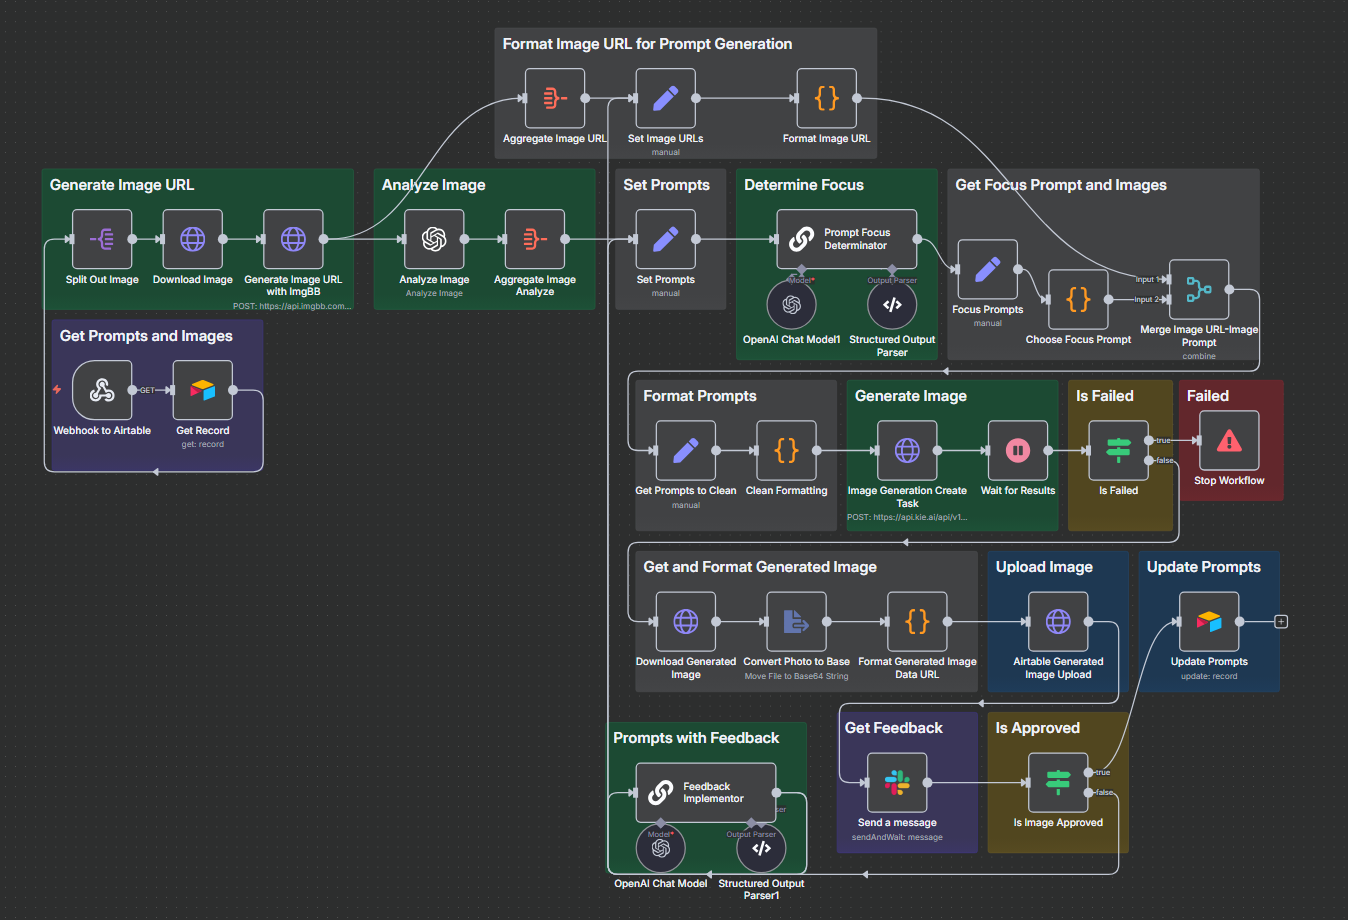 Format Image URL for Prompt Generation
Aggregate Image URL
Set Image URLs
manual
Format Image URL
Generate Image URL
Split Out Image
Download Image
Generate Image URL
with ImgBB
POST: https://api.imgbb.com...
Analyze Image
Analyze Image
Analyze Image
Aggregate Image
Analyze
Set Prompts
Set Prompts
manual
Determine Focus
Prompt Focus
Determinator
Model*
Output Parser
OpenAI Chat Model1
Structured Output
Parser
Get Focus Prompt and Images
Focus Prompts
manual
Choose Focus Prompt
Input 1
Input 2
Merge Image URL-Image
Prompt
combine
Get Prompts and Images
Webhook to Airtable
GET
Get Record
get: record
Format Prompts
Get Prompts to Clean
manual
Clean Formatting
Generate Image
Image Generation Create
Task
POST: https://api.kie.ai/api/v1...
Wait for Results
Is Failed
true
false
Is Failed
Failed
Stop Workflow
Get and Format Generated Image
Download Generated
Image
Convert Photo to Base
Move File to Base64 String
Format Generated Image
Data URL
Upload Image
Airtable Generated
Image Upload
Update Prompts
Update Prompts
update: record
Prompts with Feedback
Feedback
Implementor
ser
Model*
Output Parser
OpenAI Chat Model
Structured Output
Parser1
Get Feedback
Send a message
sendAndWait: message
Is Approved
true
false
Is Image Approved